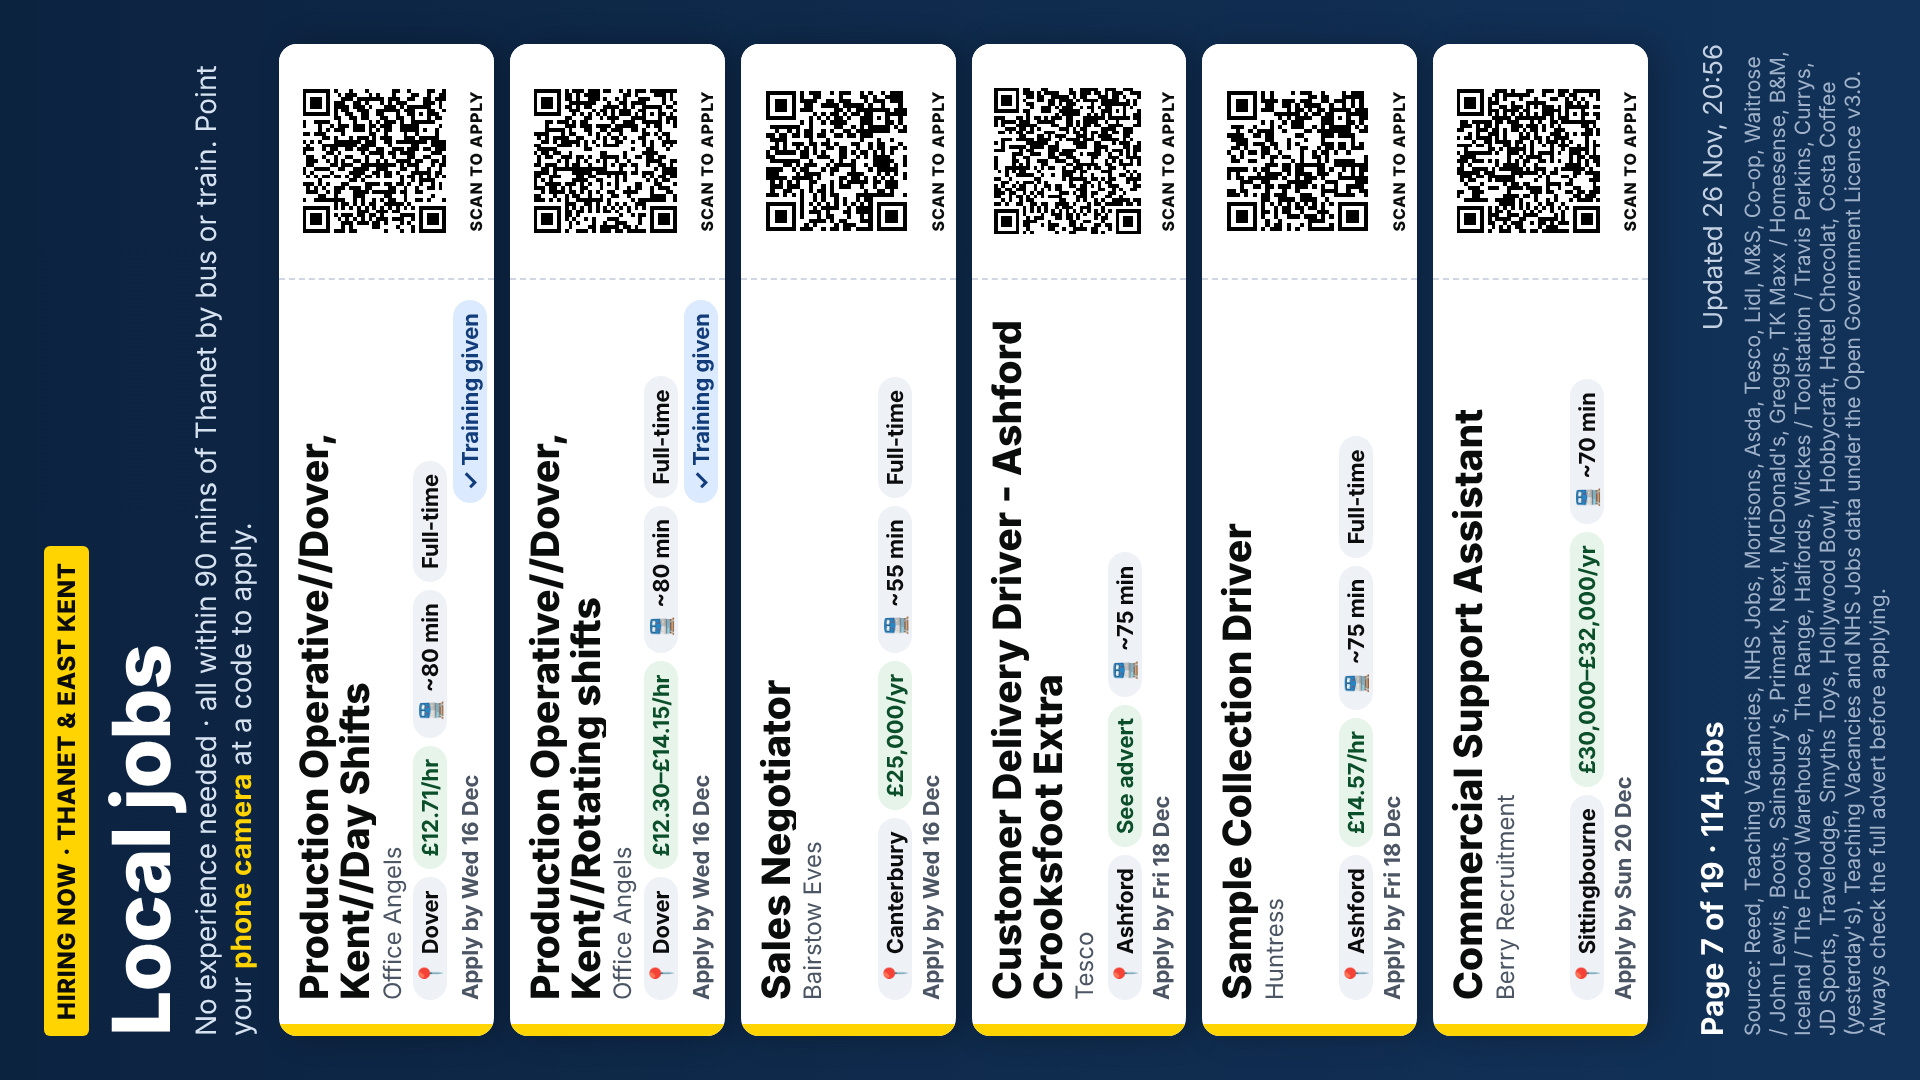 HIRING NOW · THANET & EAST KENT
Local jobs
No experience needed · all within 90 mins of Thanet by bus or train. Point
your phone camera at a code to apply.
Production Operative//Dover,
Kent//Day Shifts
Office Angels
Dover
£12.71/hr
~80 min
Full-time
Apply by Wed 16 Dec
✓ Training given
SCAN TO APPLY
Production Operative//Dover,
Kent//Rotating shifts
Office Angels
Dover
£12.30–£14.15/hr
~80 min
Full-time
Apply by Wed 16 Dec
✓ Training given
SCAN TO APPLY
Sales Negotiator
Bairstow Eves
Canterbury
£25,000/yr
~55 min
Full-time
Apply by Wed 16 Dec
SCAN TO APPLY
Customer Delivery Driver - Ashford
Crooksfoot Extra
Tesco
Ashford
See advert
~75 min
Apply by Fri 18 Dec
SCAN TO APPLY
Sample Collection Driver
Huntress
Ashford
£14.57/hr
~75 min
Full-time
Apply by Fri 18 Dec
SCAN TO APPLY
Commercial Support Assistant
Berry Recruitment
Sittingbourne
£30,000–£32,000/yr
~70 min
Apply by Sun 20 Dec
SCAN TO APPLY
Page 7 of 19 · 114 jobs
Updated 26 Nov, 20:56
Source: Reed, Teaching Vacancies, NHS Jobs, Morrisons, Asda, Tesco, Lidl, M&S, Co-op, Waitrose
/ John Lewis, Boots, Sainsbury's, Primark, Next, McDonald's, Greggs, TK Maxx / Homesense, B&M,
Iceland / The Food Warehouse, The Range, Halfords, Wickes / Toolstation / Travis Perkins, Currys,
JD Sports, Travelodge, Smyths Toys, Hollywood Bowl, Hobbycraft, Hotel Chocolat, Costa Coffee
(yesterday's). Teaching Vacancies and NHS Jobs data under the Open Government Licence v3.0.
Always check the full advert before applying.